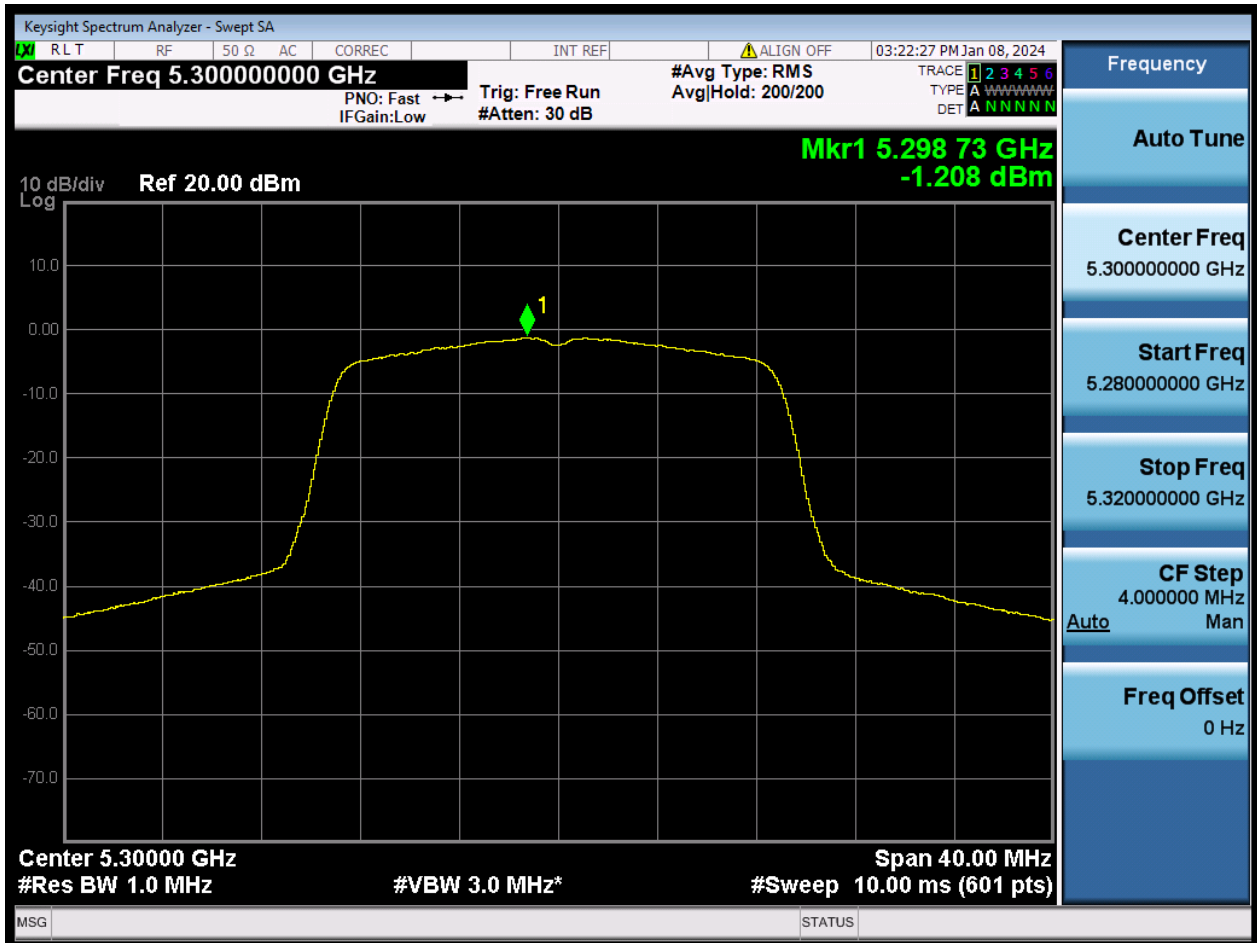 Keysight Spectrum Analyzer - Swept SA
LXI RLT RF 50 Ω AC CORREC INT REF ALIGN OFF 03:22:27 PM Jan 08, 2024
Center Freq 5.300000000 GHz
PNO: Fast
IFGain:Low
Trig: Free Run
#Atten: 30 dB
#Avg Type: RMS
Avg|Hold: 200/200
TRACE 1 2 3 4 5 6
TYPE A WWWWW
DET A N N N N N
Mkr1 5.298 73 GHz
-1.208 dBm
10 dB/div Ref 20.00 dBm
Log
10.0
0.00
-10.0
-20.0
-30.0
-40.0
-50.0
-60.0
-70.0
1
Center 5.30000 GHz Span 40.00 MHz
#Res BW 1.0 MHz #VBW 3.0 MHz* #Sweep 10.00 ms (601 pts)
MSG STATUS
Frequency
Auto Tune
Center Freq
5.300000000 GHz
Start Freq
5.280000000 GHz
Stop Freq
5.320000000 GHz
CF Step
4.000000 MHz
Auto Man
Freq Offset
0 Hz